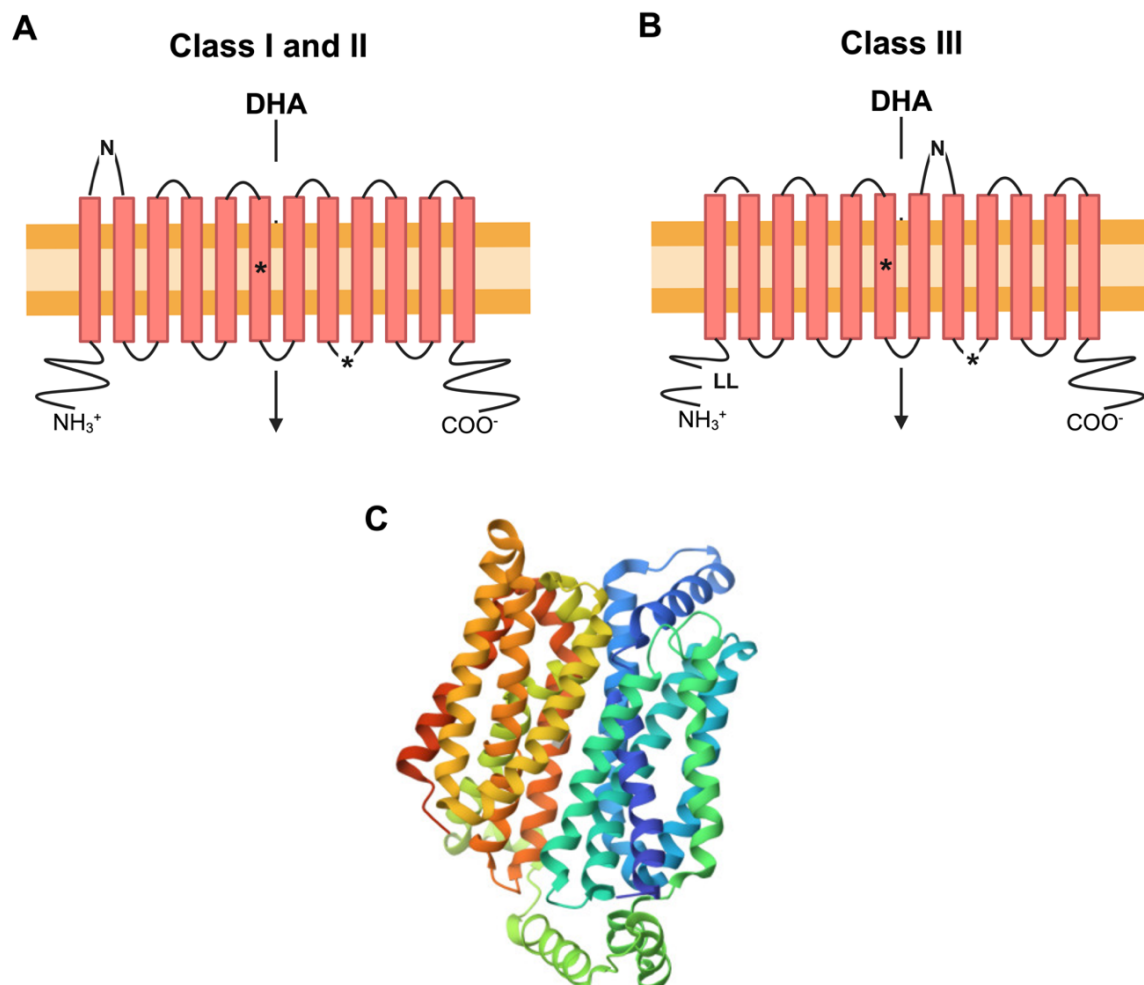 A
Class I and II
DHA
N
*
*
NH₃⁺
COO⁻
B
Class III
DHA
N
*
*
LL
NH₃⁺
COO⁻
C